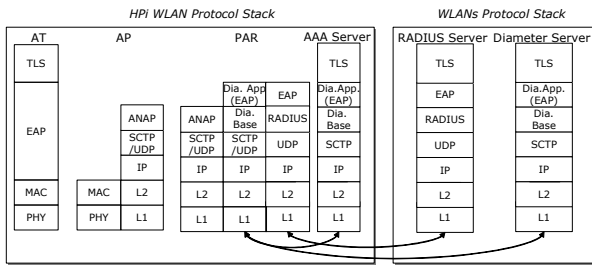 HPi WLAN Protocol Stack
WLANs Protocol Stack
AT
AP
PAR
AAA Server
RADIUS Server
Diameter Server
TLS
EAP
MAC
PHY
MAC
PHY
ANAP
SCTP
/UDP
IP
L2
L1
ANAP
SCTP
/UDP
IP
L2
L1
Dia. App
(EAP)
Dia.
Base
SCTP
/UDP
IP
L2
L1
EAP
RADIUS
UDP
IP
L2
L1
TLS
Dia.App.
(EAP)
Dia.
Base
SCTP
IP
L2
L1
TLS
EAP
RADIUS
UDP
IP
L2
L1
TLS
Dia.App.
(EAP)
Dia.
Base
SCTP
IP
L2
L1